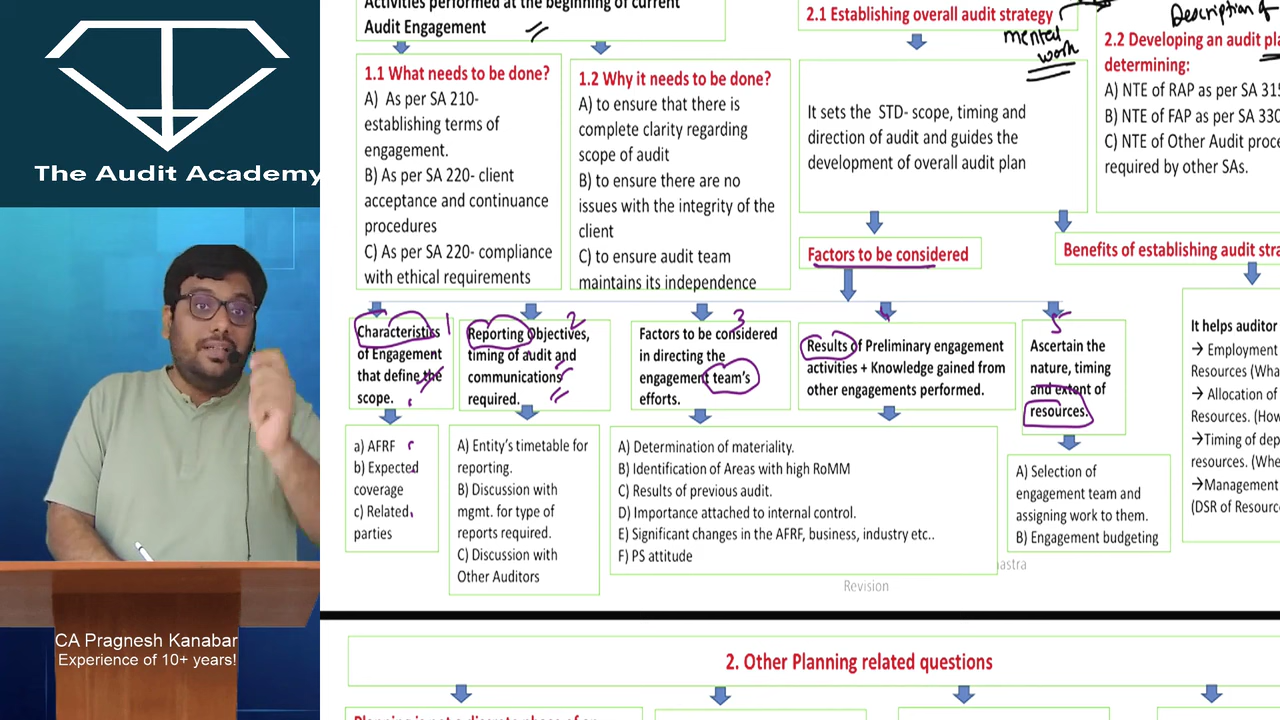 Activities performed at the beginning of current
Audit Engagement
2.1 Establishing overall audit strategy
mental
work
Description of
2.2 Developing an audit pla
determining:
A) NTE of RAP as per SA 315
B) NTE of FAP as per SA 330
C) NTE of Other Audit proce
required by other SAs.
The Audit Academy
1.1 What needs to be done?
A) As per SA 210-
establishing terms of
engagement.
B) As per SA 220- client
acceptance and continuance
procedures
C) As per SA 220- compliance
with ethical requirements
1.2 Why it needs to be done?
A) to ensure that there is
complete clarity regarding
scope of audit
B) to ensure there are no
issues with the integrity of the
client
C) to ensure audit team
maintains its independence
It sets the STD- scope, timing and
direction of audit and guides the
development of overall audit plan
Factors to be considered
Benefits of establishing audit stra
Characteristics 1
of Engagement
that define the
scope.
Reporting Objectives, 2
timing of audit and
communications
required.
3
Factors to be considered
in directing the
engagement team's
efforts.
4
Results of Preliminary engagement
activities + Knowledge gained from
other engagements performed.
5
Ascertain the
nature, timing
and extent of
resources.
It helps auditor
→ Employment
Resources (Wha
→ Allocation of
Resources. (How
→Timing of dep
resources. (Whe
→Management
(DSR of Resourc
a) AFRF
b) Expected
coverage
c) Related
parties
A) Entity's timetable for
reporting.
B) Discussion with
mgmt. for type of
reports required.
C) Discussion with
Other Auditors
A) Determination of materiality.
B) Identification of Areas with high RoMM
C) Results of previous audit.
D) Importance attached to internal control.
E) Significant changes in the AFRF, business, industry etc..
F) PS attitude
A) Selection of
engagement team and
assigning work to them.
B) Engagement budgeting
astra
Revision
CA Pragnesh Kanabar
Experience of 10+ years!
2. Other Planning related questions